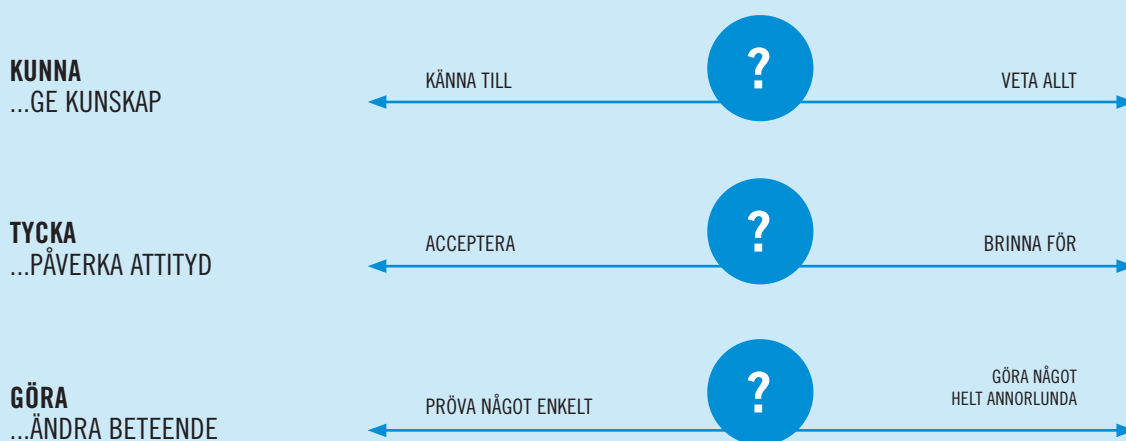 KUNNA
...GE KUNSKAP
KÄNNA TILL
?
VETA ALLT
TYCKA
...PÅVERKA ATTITYD
ACCEPTERA
?
BRINNA FÖR
GÖRA
...ÄNDRA BETEENDE
PRÖVA NÅGOT ENKELT
?
GÖRA NÅGOT
HELT ANNORLUNDA